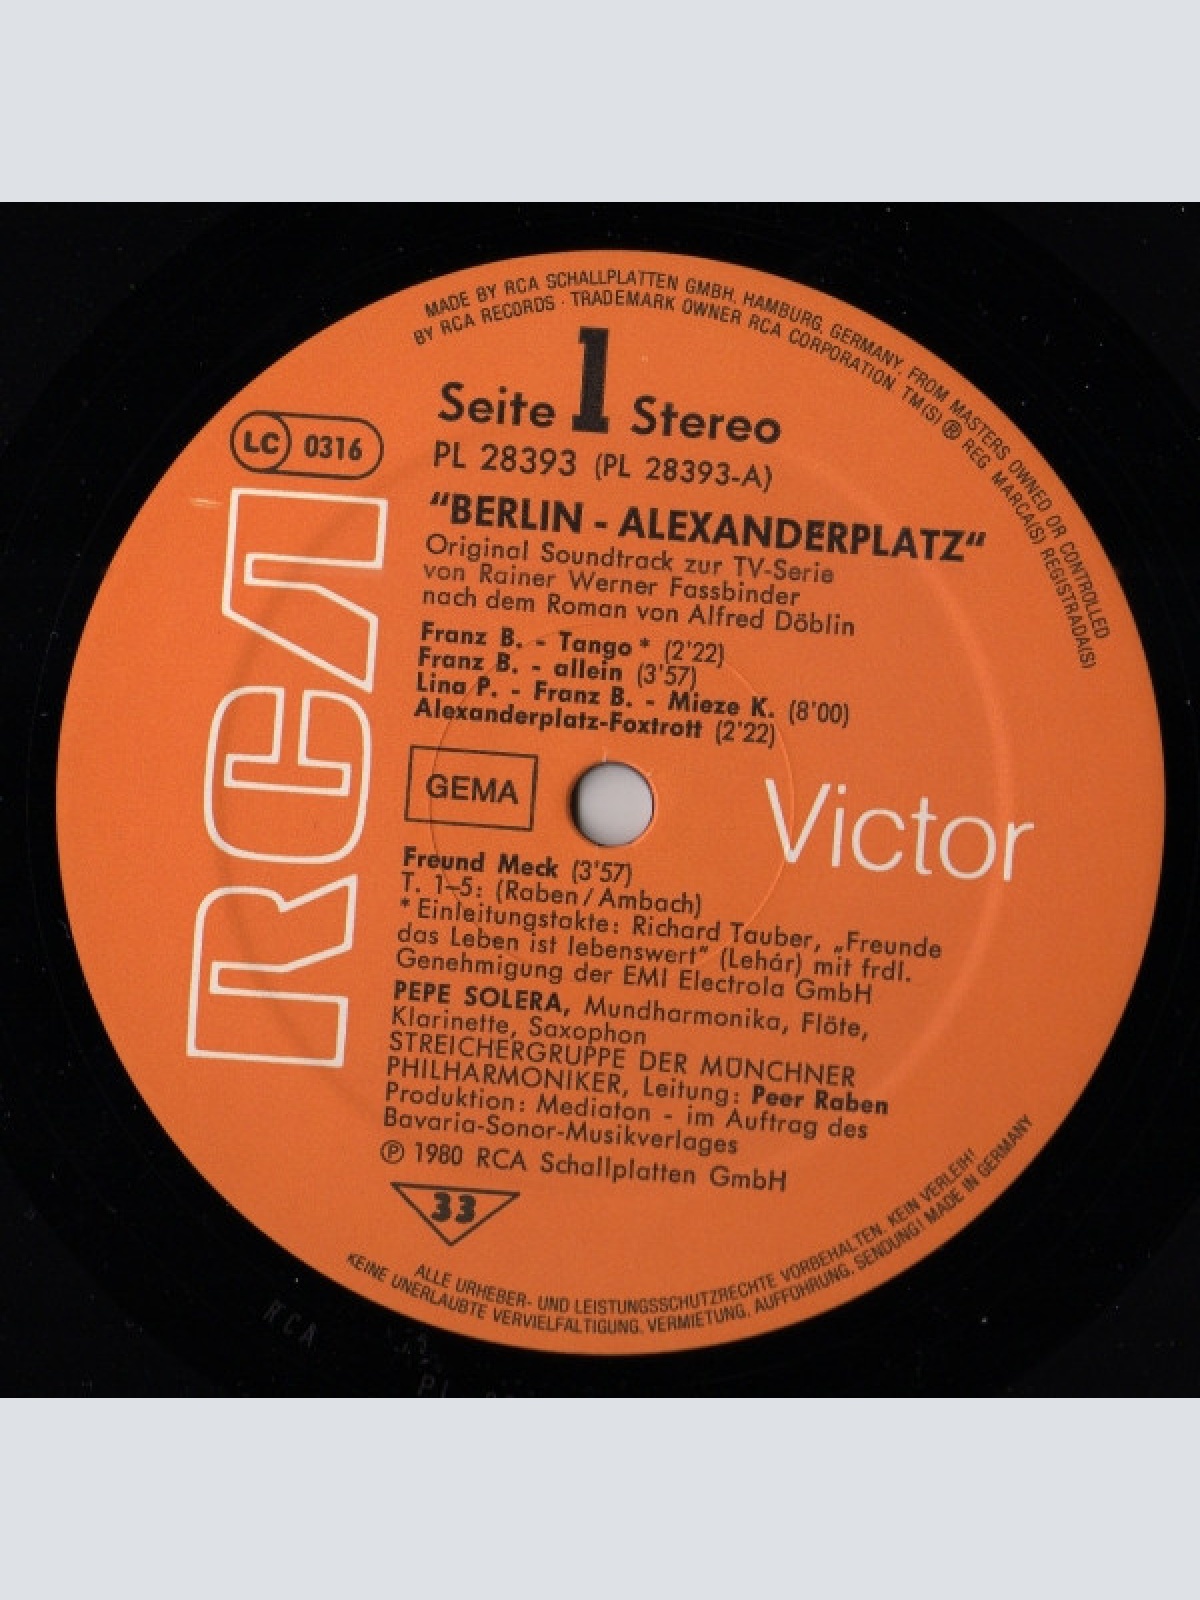 MADE BY RCA SCHALLPLATTEN GMBH, HAMBURG, GERMANY, FROM MASTERS OWNED OR CONTROLLED
BY RCA RECORDS · TRADEMARK OWNER RCA CORPORATION TM(S) ® REG MARCA(S) REGISTRADA(S)
Seite 1 Stereo
LC 0316
PL 28393 (PL 28393-A)
RCA
“BERLIN - ALEXANDERPLATZ“
Original Soundtrack zur TV-Serie
von Rainer Werner Fassbinder
nach dem Roman von Alfred Döblin
Franz B. - Tango* (2'22)
Franz B. - allein (3'57)
Lina P. - Franz B. - Mieze K. (8'00)
Alexanderplatz-Foxtrott (2'22)
GEMA
Victor
Freund Meck (3'57)
T. 1–5: (Raben/Ambach)
*Einleitungstakte: Richard Tauber, „Freunde
das Leben ist lebenswert“ (Lehár) mit frdl.
Genehmigung der EMI Electrola GmbH
PEPE SOLERA, Mundharmonika, Flöte,
Klarinette, Saxophon
STREICHERGRUPPE DER MÜNCHNER
PHILHARMONIKER, Leitung: Peer Raben
Produktion: Mediaton - im Auftrag des
Bavaria-Sonor-Musikverlages
℗ 1980 RCA Schallplatten GmbH
33
ALLE URHEBER- UND LEISTUNGSSCHUTZRECHTE VORBEHALTEN. KEIN VERLEIH!
KEINE UNERLAUBTE VERVIELFÄLTIGUNG, VERMIETUNG, AUFFÜHRUNG, SENDUNG! MADE IN GERMANY
RCA
PL